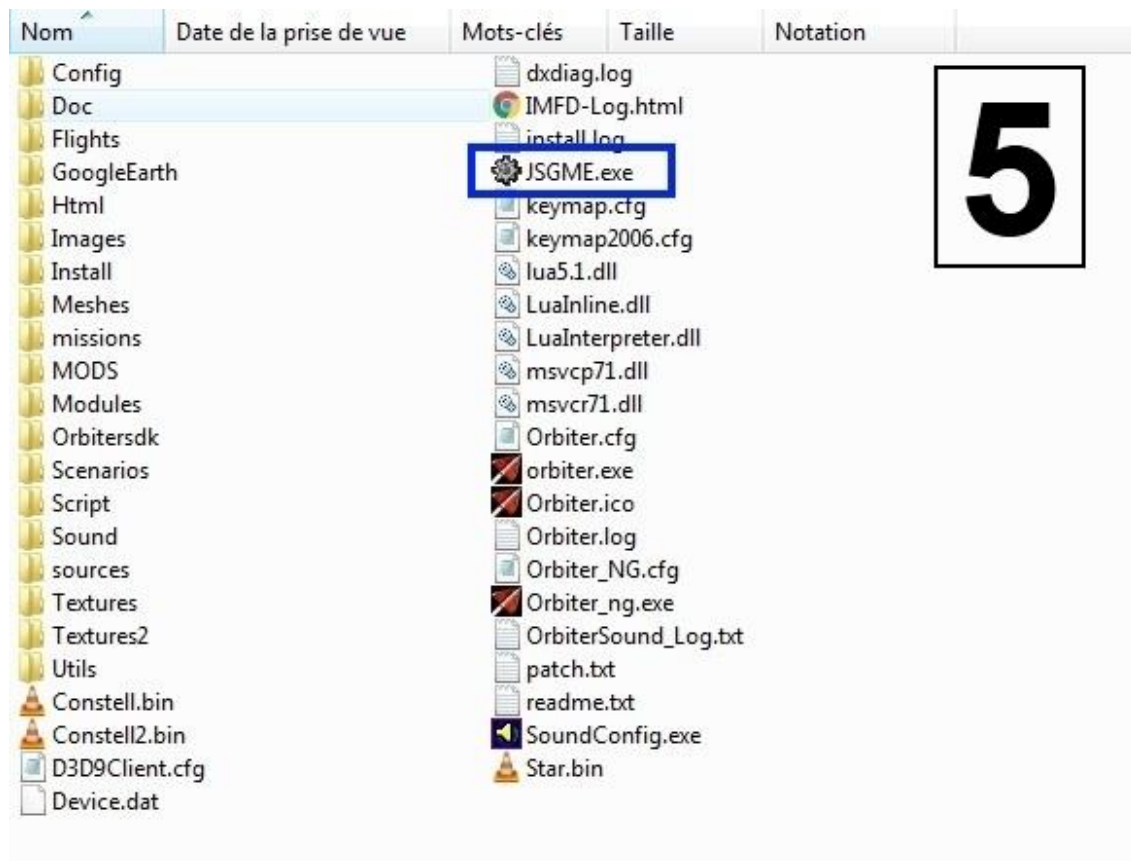 Nom Date de la prise de vue Mots-clés Taille Notation
Config
Doc
Flights
GoogleEarth
Html
Images
Install
Meshes
missions
MODS
Modules
Orbitersdk
Scenarios
Script
Sound
sources
Textures
Textures2
Utils
Constell.bin
Constell2.bin
D3D9Client.cfg
Device.dat
dxdiag.log
IMFD-Log.html
install.log
JSGME.exe
keymap.cfg
keymap2006.cfg
lua5.1.dll
LuaInline.dll
LuaInterpreter.dll
msvcp71.dll
msvcr71.dll
Orbiter.cfg
orbiter.exe
Orbiter.ico
Orbiter.log
Orbiter_NG.cfg
Orbiter_ng.exe
OrbiterSound_Log.txt
patch.txt
readme.txt
SoundConfig.exe
Star.bin
5